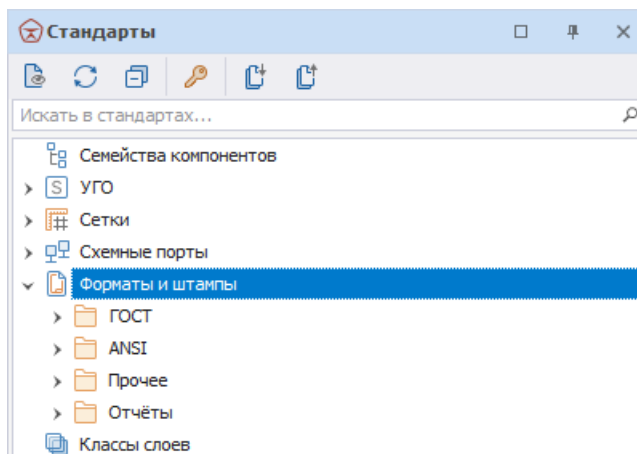 Стандарты
Искать в стандартах...
Семейства компонентов
S УГО
Сетки
Схемные порты
Форматы и штампы
ГОСТ
ANSI
Прочее
Отчёты
Классы слоев